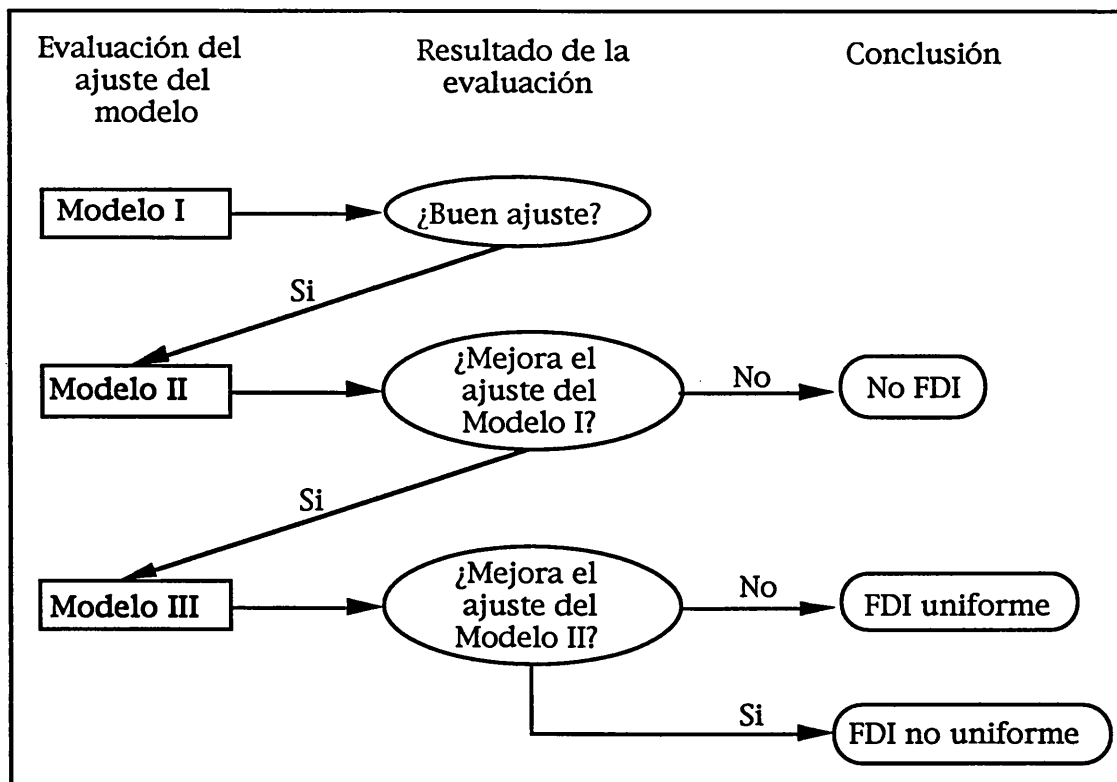 Evaluación del
ajuste del
modelo
Resultado de la
evaluación
Conclusión
Modelo I
¿Buen ajuste?
Si
Modelo II
¿Mejora el
ajuste del
Modelo I?
No
No FDI
Si
Modelo III
¿Mejora el
ajuste del
Modelo II?
No
FDI uniforme
Si
FDI no uniforme